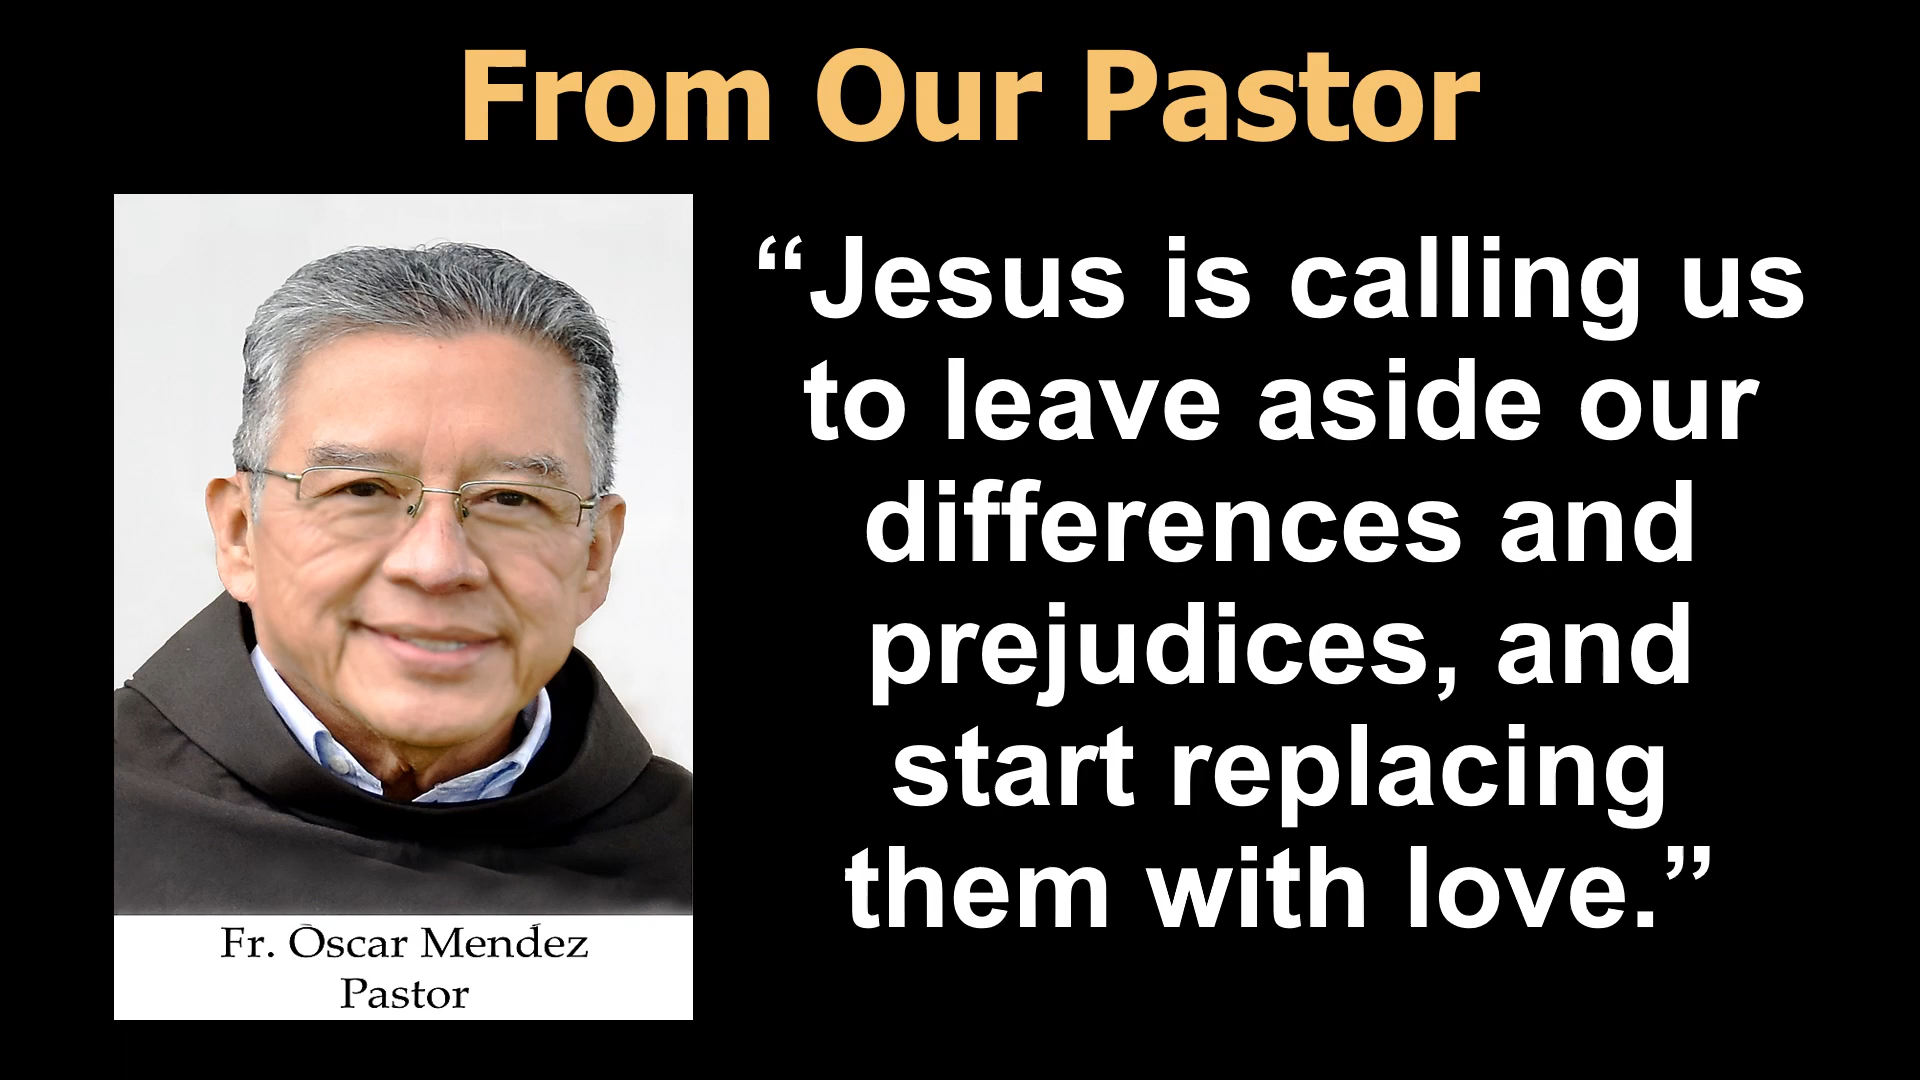 From Our Pastor
“Jesus is calling us
to leave aside our
differences and
prejudices, and
start replacing
them with love.”
Fr. Oscar Mendez
Pastor